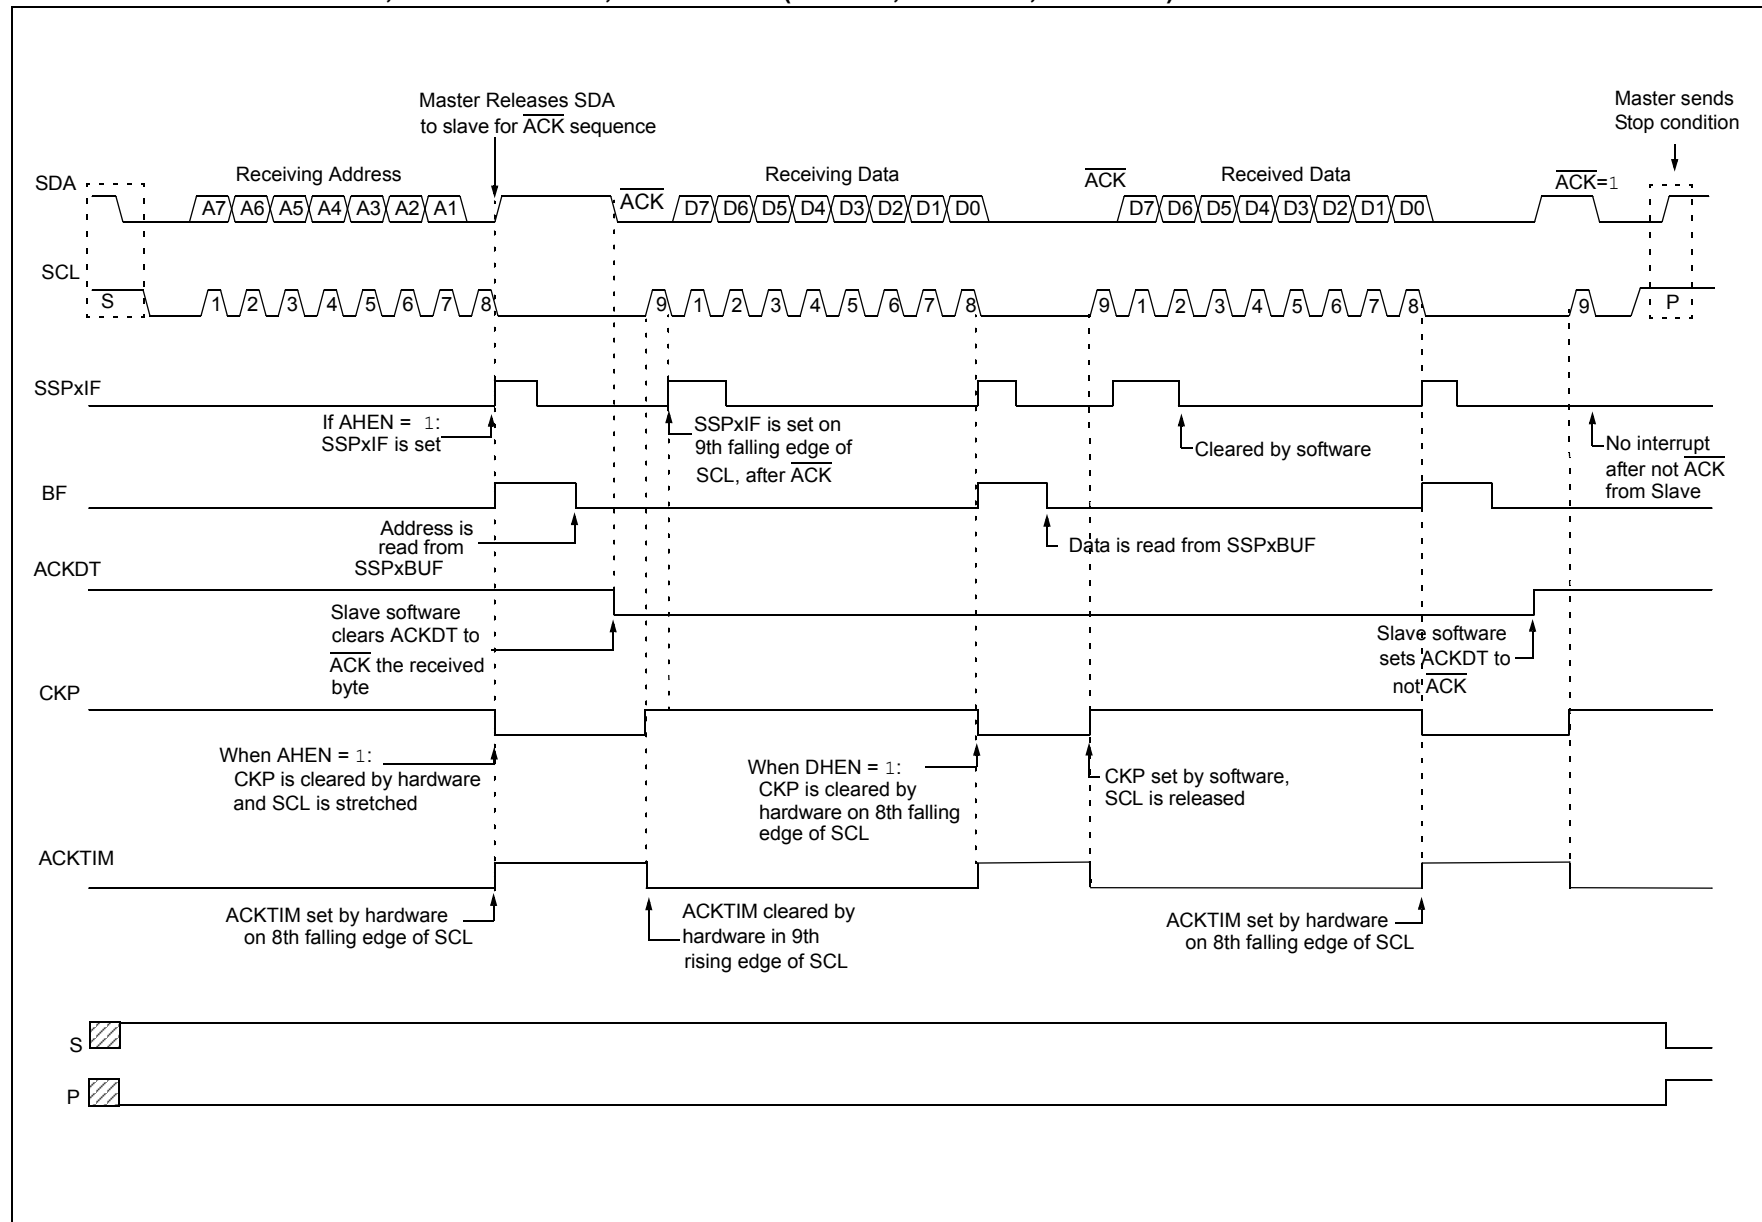 Master Releases SDA
to slave for ACK sequence
Master sends
Stop condition
SDA
Receiving Address
ACK
Receiving Data
ACK
Received Data
ACK=1
A7 A6 A5 A4 A3 A2 A1
D7 D6 D5 D4 D3 D2 D1 D0
D7 D6 D5 D4 D3 D2 D1 D0
SCL
S
1 2 3 4 5 6 7 8
9 1 2 3 4 5 6 7 8
9 1 2 3 4 5 6 7 8
9
P
SSPxIF
If AHEN = 1:
SSPxIF is set
SSPxIF is set on
9th falling edge of
SCL, after ACK
Cleared by software
No interrupt
after not ACK
from Slave
BF
Address is
read from
SSPxBUF
Data is read from SSPxBUF
ACKDT
Slave software
clears ACKDT to
ACK the received
byte
Slave software
sets ACKDT to
not ACK
CKP
When AHEN = 1:
CKP is cleared by hardware
and SCL is stretched
When DHEN = 1:
CKP is cleared by
hardware on 8th falling
edge of SCL
CKP set by software,
SCL is released
ACKTIM
ACKTIM set by hardware
on 8th falling edge of SCL
ACKTIM cleared by
hardware in 9th
rising edge of SCL
ACKTIM set by hardware
on 8th falling edge of SCL
S
P